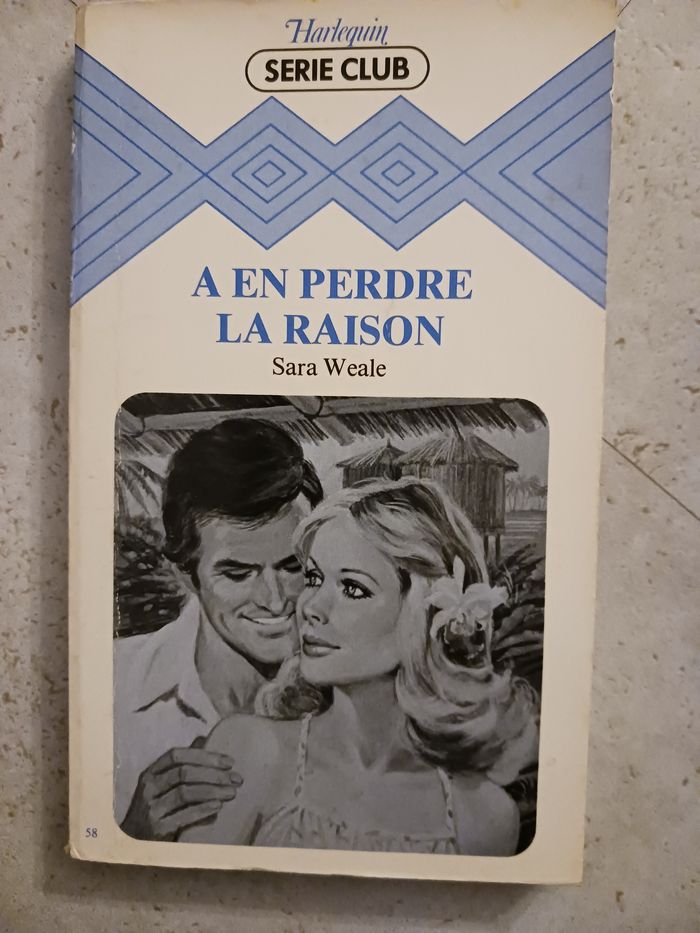 Harlequin
SERIE CLUB
A EN PERDRE
LA RAISON
Sara Weale
58